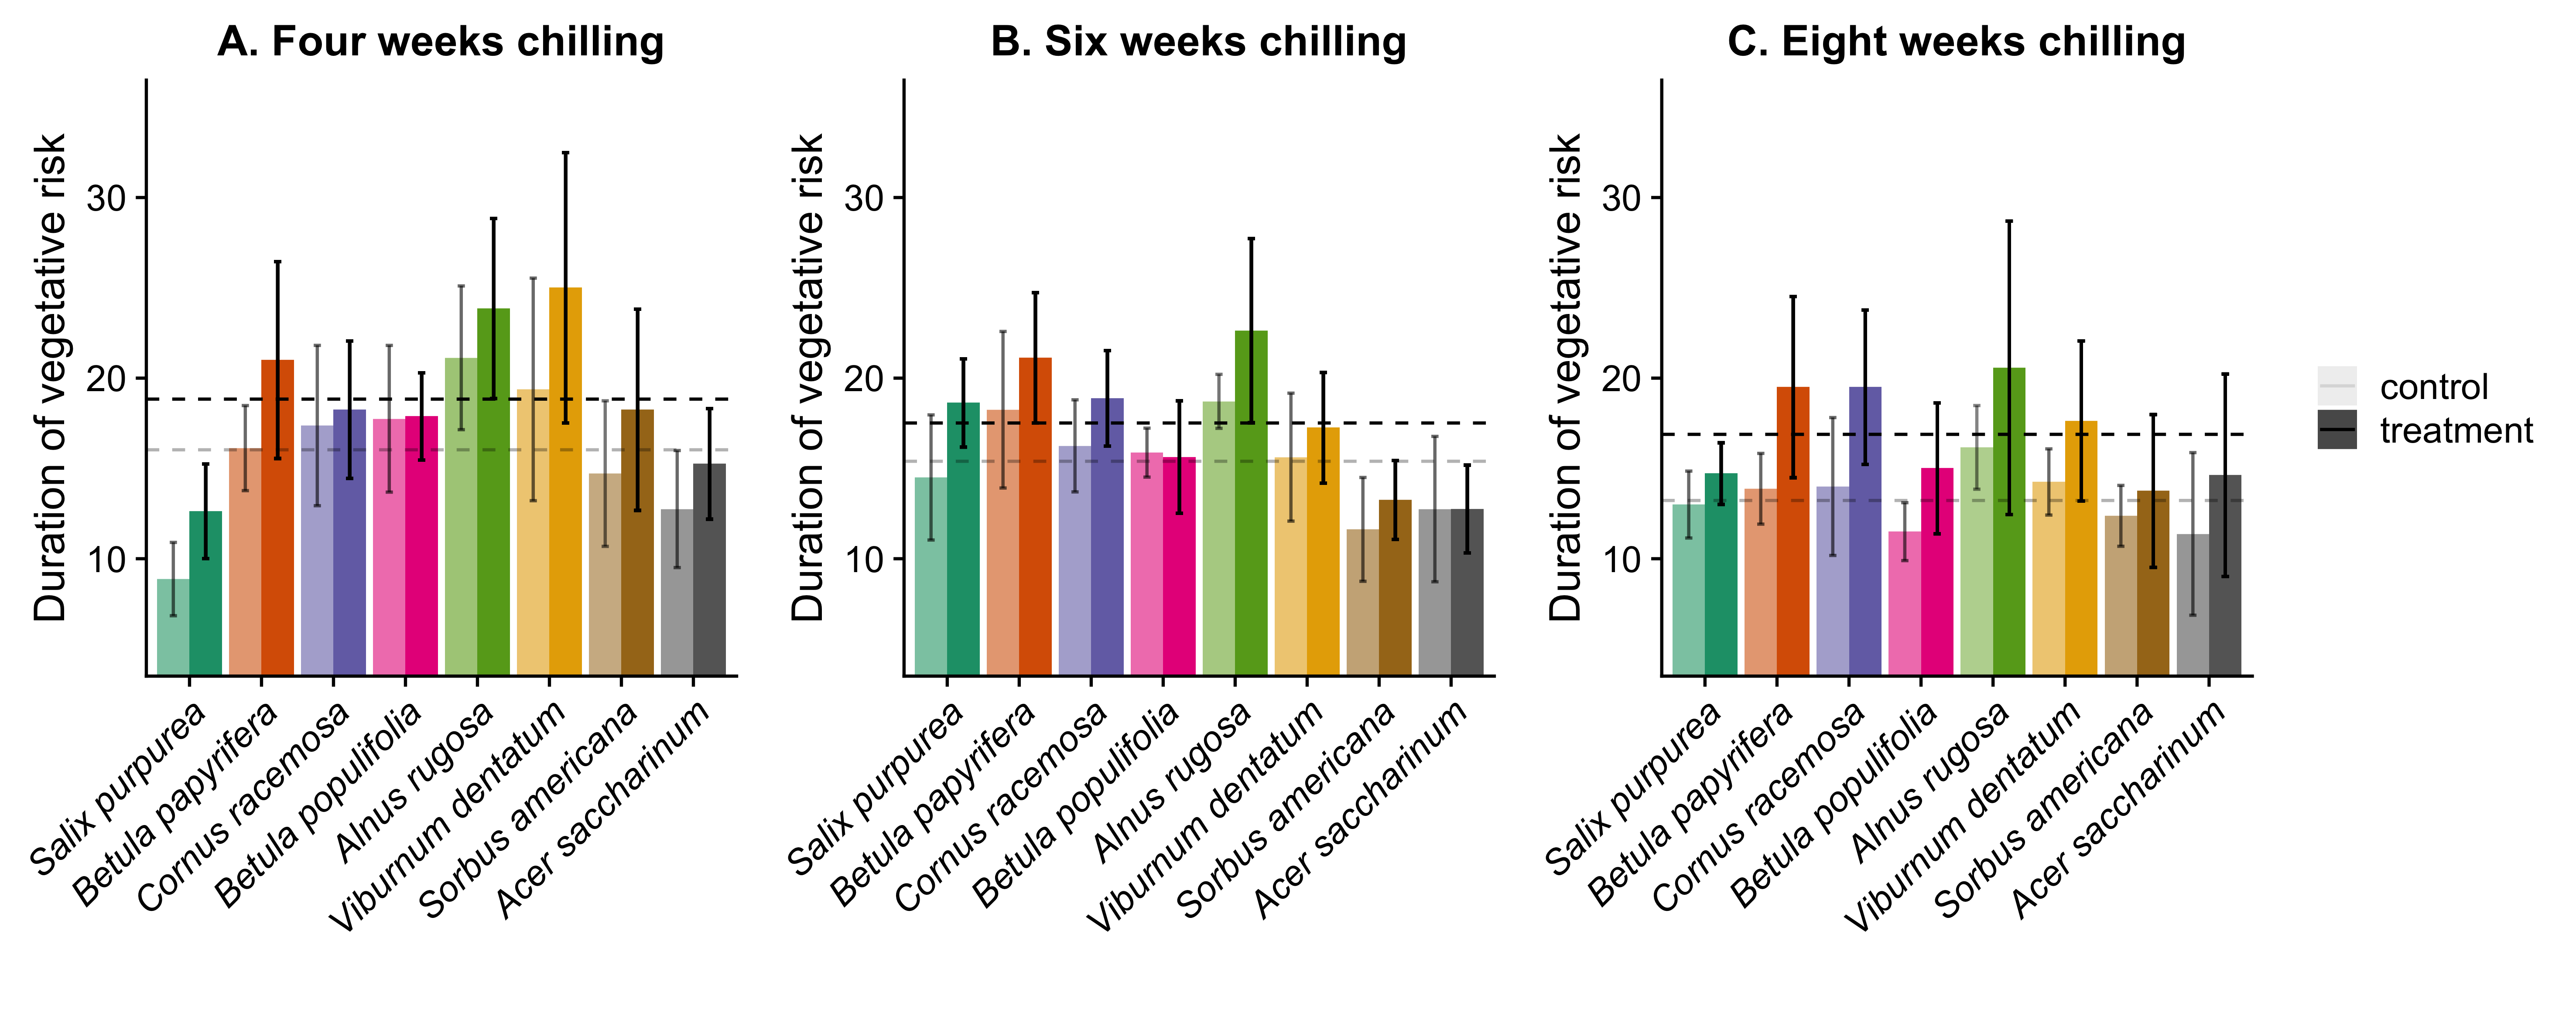 A. Four weeks chilling
Duration of vegetative risk
30
20
10
Salix purpurea
Betula papyrifera
Cornus racemosa
Betula populifolia
Alnus rugosa
Viburnum dentatum
Sorbus americana
Acer saccharinum
B. Six weeks chilling
Duration of vegetative risk
30
20
10
Salix purpurea
Betula papyrifera
Cornus racemosa
Betula populifolia
Alnus rugosa
Viburnum dentatum
Sorbus americana
Acer saccharinum
C. Eight weeks chilling
Duration of vegetative risk
30
20
10
Salix purpurea
Betula papyrifera
Cornus racemosa
Betula populifolia
Alnus rugosa
Viburnum dentatum
Sorbus americana
Acer saccharinum
control
treatment